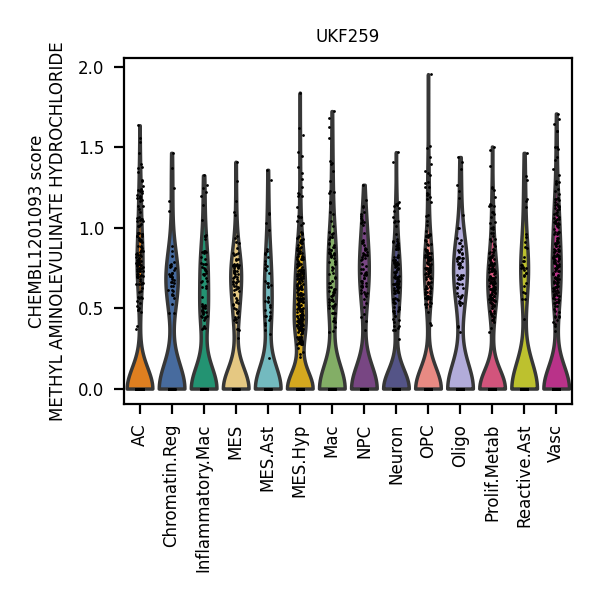 UKF259
CHEMBL1201093 score
METHYL AMINOLEVULINATE HYDROCHLORIDE
2.0
1.5
1.0
0.5
0.0
AC
Chromatin.Reg
Inflammatory.Mac
MES
MES.Ast
MES.Hyp
Mac
NPC
Neuron
OPC
Oligo
Prolif.Metab
Reactive.Ast
Vasc